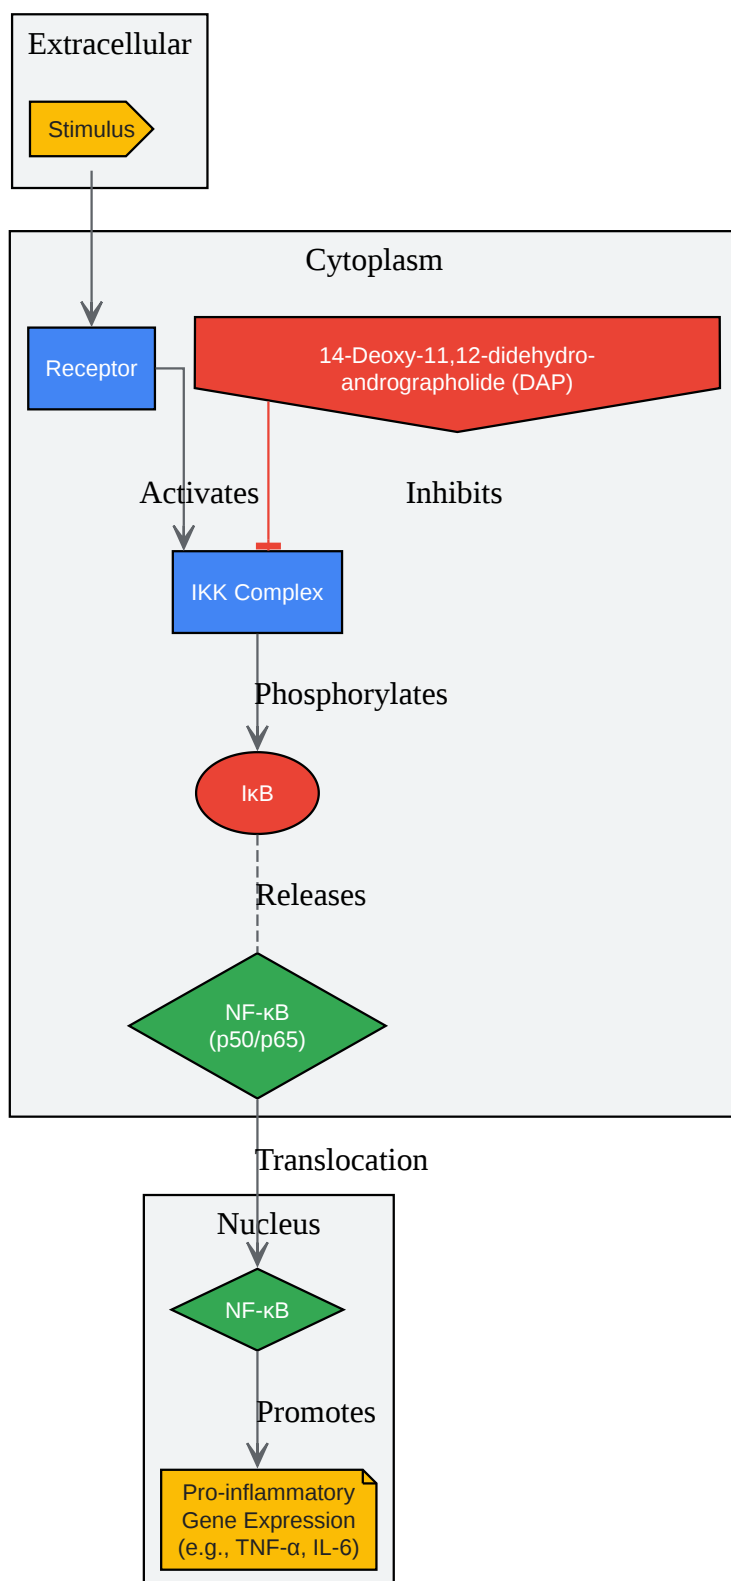 Extracellular
Stimulus
Cytoplasm
Receptor
14-Deoxy-11,12-didehydro-
andrographolide (DAP)
Activates
Inhibits
IKK Complex
Phosphorylates
IκB
Releases
NF-κB
(p50/p65)
Translocation
Nucleus
NF-κB
Promotes
Pro-inflammatory
Gene Expression
(e.g., TNF-α, IL-6)